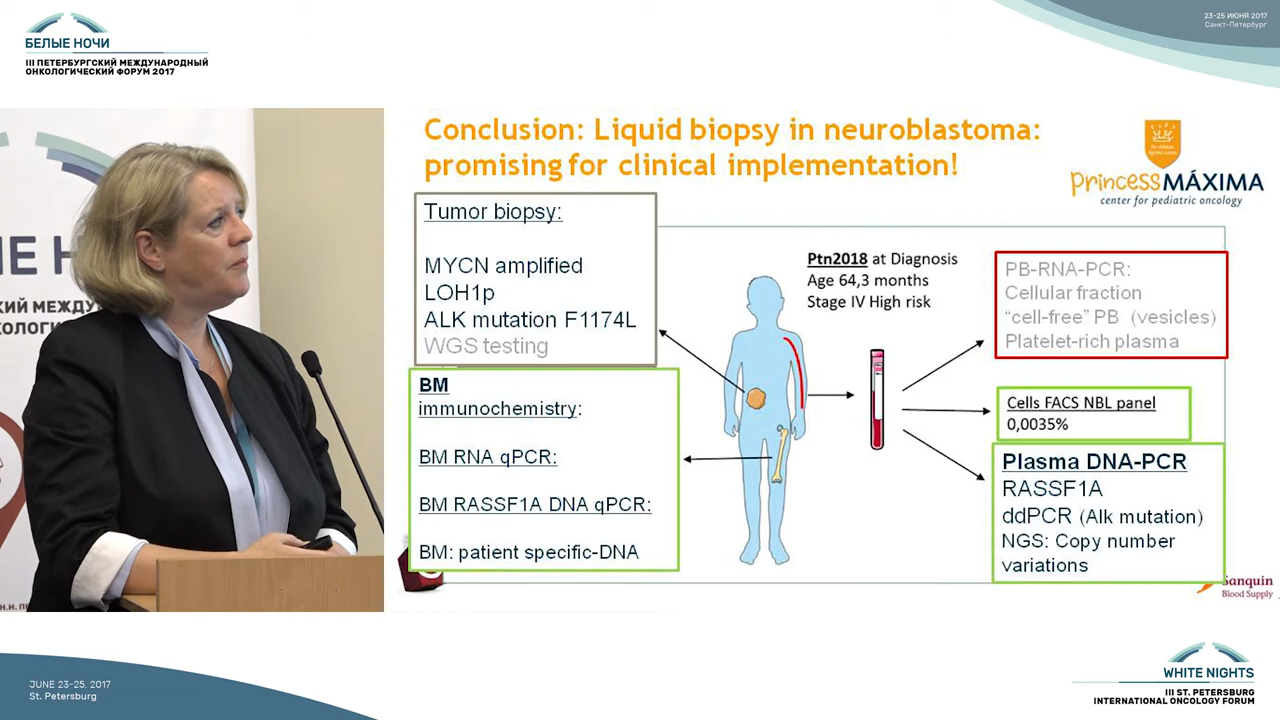 БЕЛЫЕ НОЧИ
III ПЕТЕРБУРГСКИЙ МЕЖДУНАРОДНЫЙ
ОНКОЛОГИЧЕСКИЙ ФОРУМ 2017
23-25 ИЮНЯ 2017
Санкт-Петербург
Conclusion: Liquid biopsy in neuroblastoma:
promising for clinical implementation!
PRINCESS MÁXIMA
center for pediatric oncology
Tumor biopsy:
MYCN amplified
LOH1p
ALK mutation F1174L
WGS testing
BM
immunochemistry:
BM RNA qPCR:
BM RASSF1A DNA qPCR:
BM: patient specific-DNA
Ptn2018 at Diagnosis
Age 64,3 months
Stage IV High risk
PB-RNA-PCR:
Cellular fraction
“cell-free” PB (vesicles)
Platelet-rich plasma
Cells FACS NBL panel
0,0035%
Plasma DNA-PCR
RASSF1A
ddPCR (Alk mutation)
NGS: Copy number
variations
Sanquin
Blood Supply
JUNE 23-25, 2017
St. Petersburg
WHITE NIGHTS
III ST. PETERSBURG
INTERNATIONAL ONCOLOGY FORUM